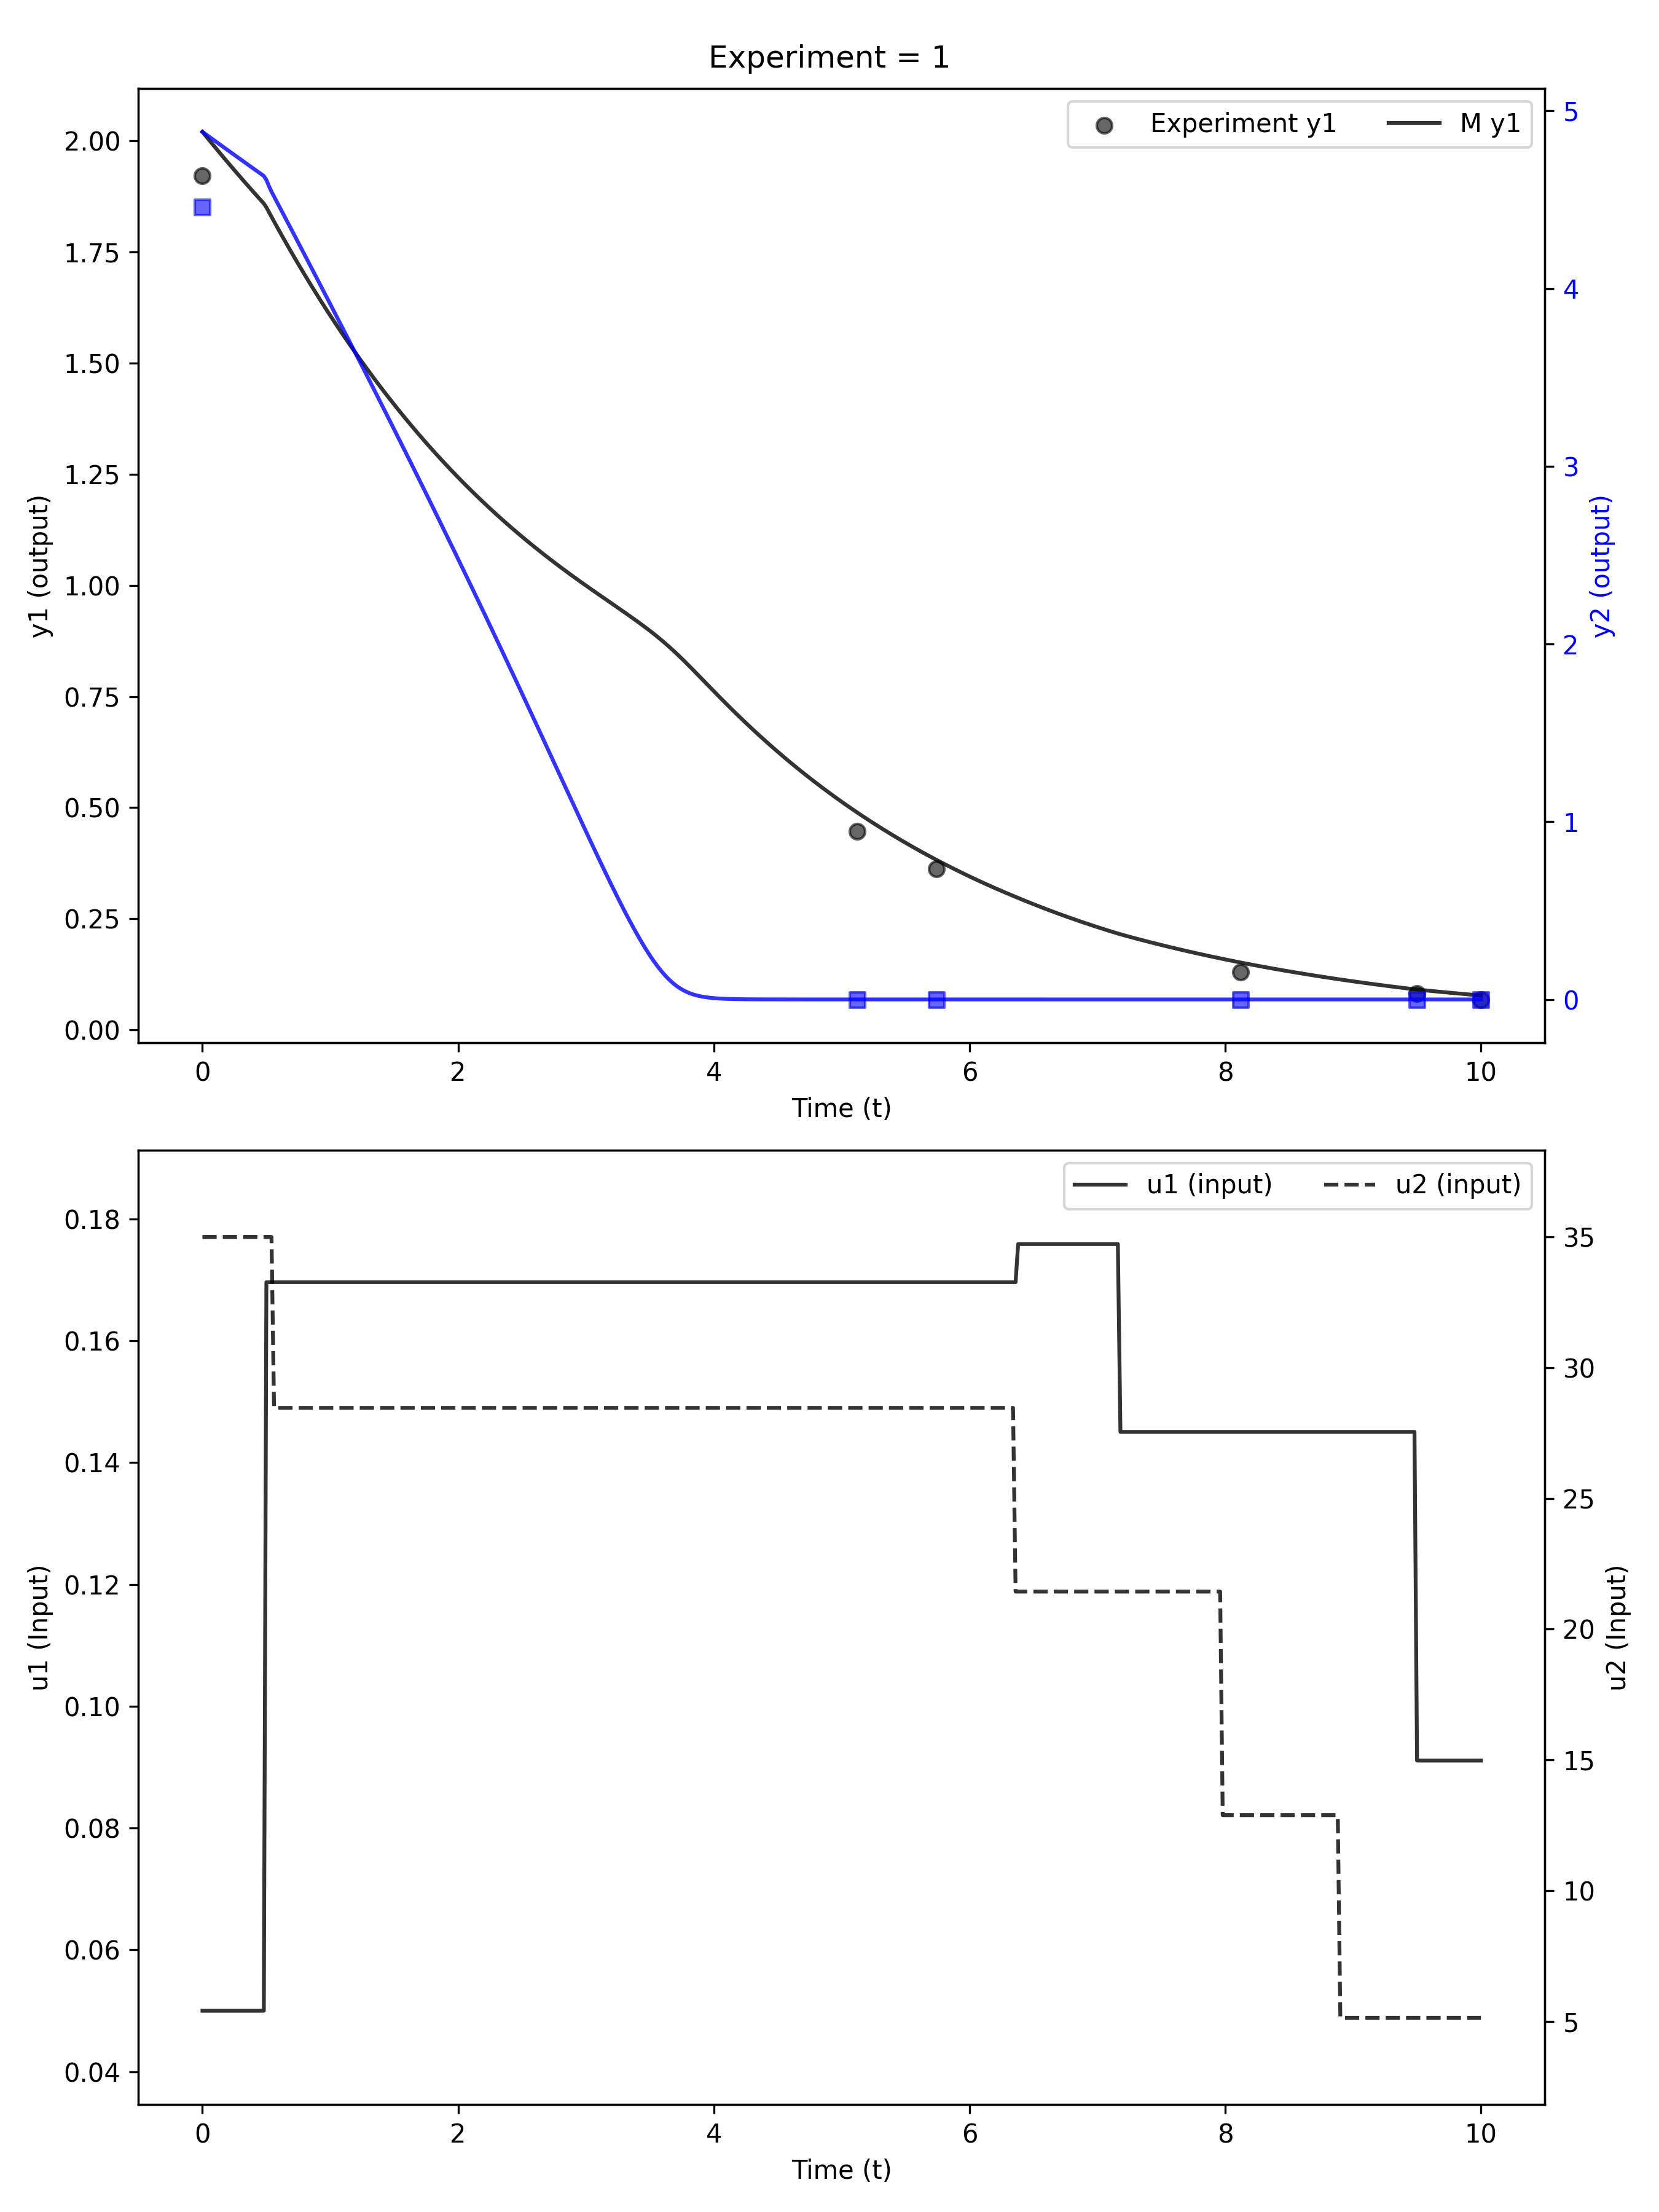 Experiment = 1
Experiment y1 M y1
2.00
1.75
1.50
1.25
1.00
0.75
0.50
0.25
0.00
y1 (output)
5
4
3
2
1
0
y2 (output)
0 2 4 6 8 10
Time (t)
u1 (input) u2 (input)
0.18
0.16
0.14
0.12
0.10
0.08
0.06
0.04
u1 (Input)
35
30
25
20
15
10
5
u2 (Input)
0 2 4 6 8 10
Time (t)